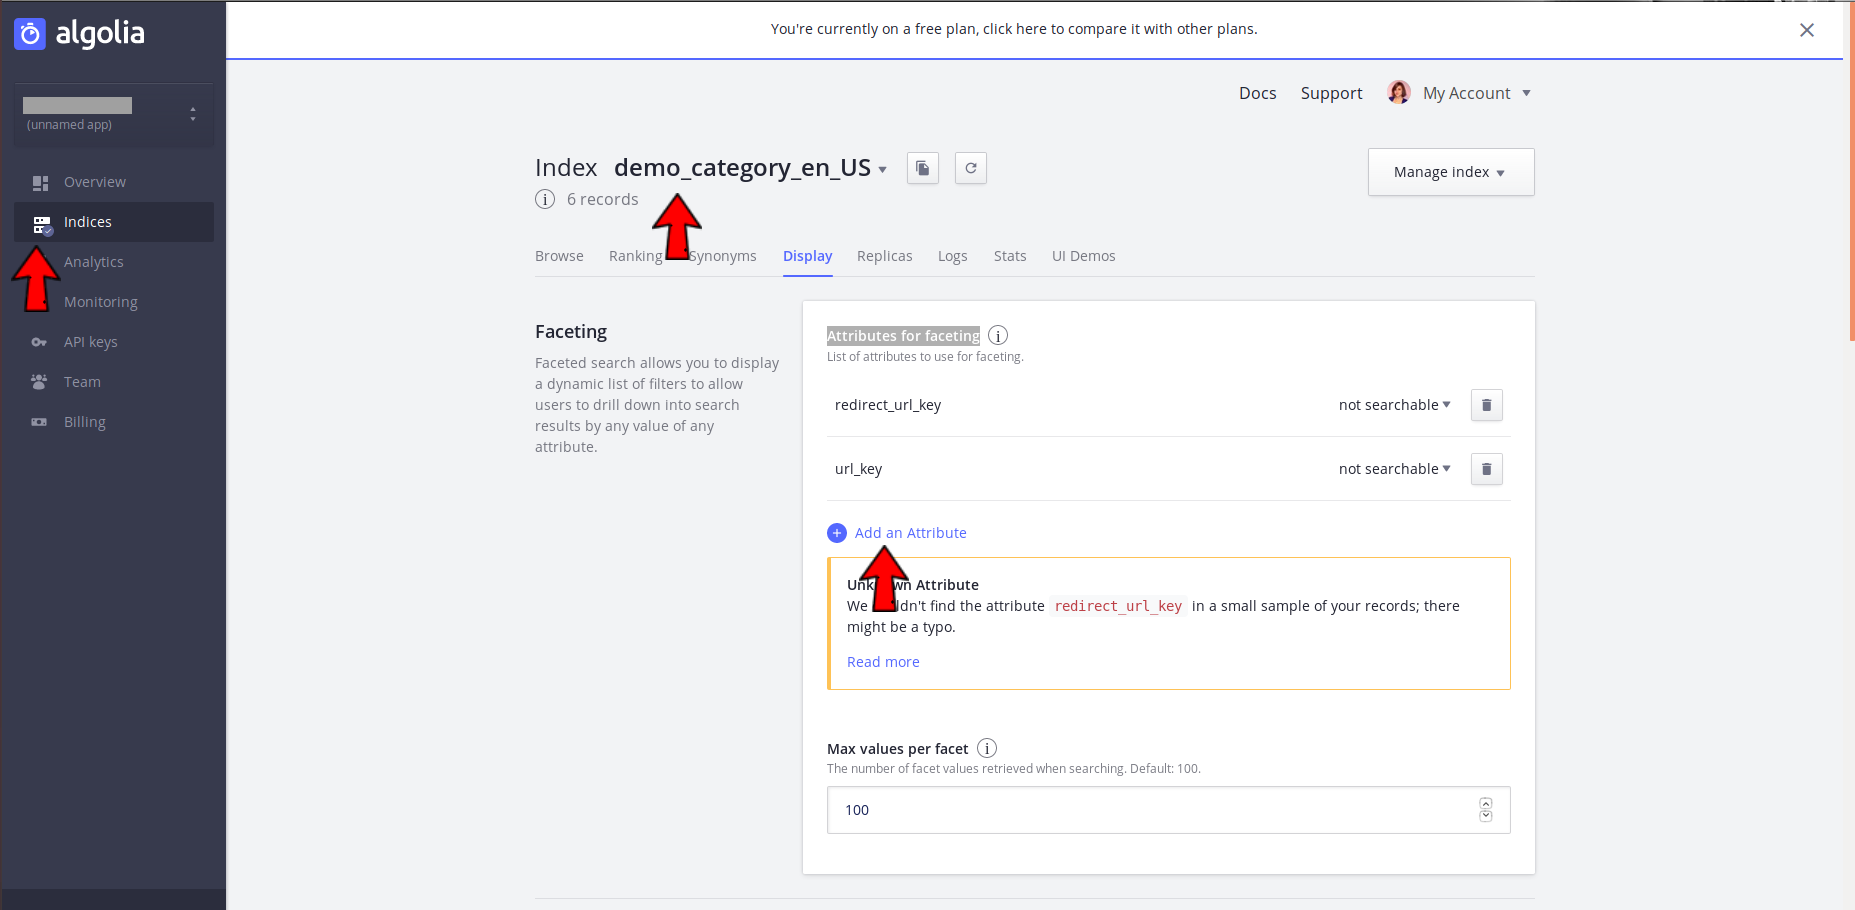 algolia
You're currently on a free plan, click here to compare it with other plans.
Docs Support My Account
(unnamed app)
Overview
Indices
Analytics
Monitoring
API keys
Team
Billing
Index demo_category_en_US
Manage index
6 records
Browse Ranking Synonyms Display Replicas Logs Stats UI Demos
Faceting
Faceted search allows you to display
a dynamic list of filters to allow
users to drill down into search
results by any value of any
attribute.
Attributes for faceting
List of attributes to use for faceting.
redirect_url_key not searchable
url_key not searchable
Add an Attribute
Unknown Attribute
We couldn't find the attribute redirect_url_key in a small sample of your records; there
might be a typo.
Read more
Max values per facet
The number of facet values retrieved when searching. Default: 100.
100